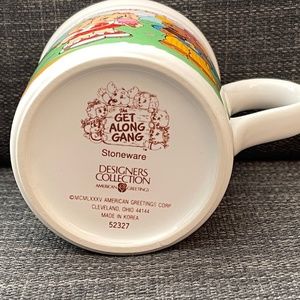 GET
ALONG
GANG
Stoneware
DESIGNERS
COLLECTION
AMERICAN GREETINGS
©MCMLXXXV AMERICAN GREETINGS CORP
CLEVELAND, OHIO 44144
MADE IN KOREA
52327